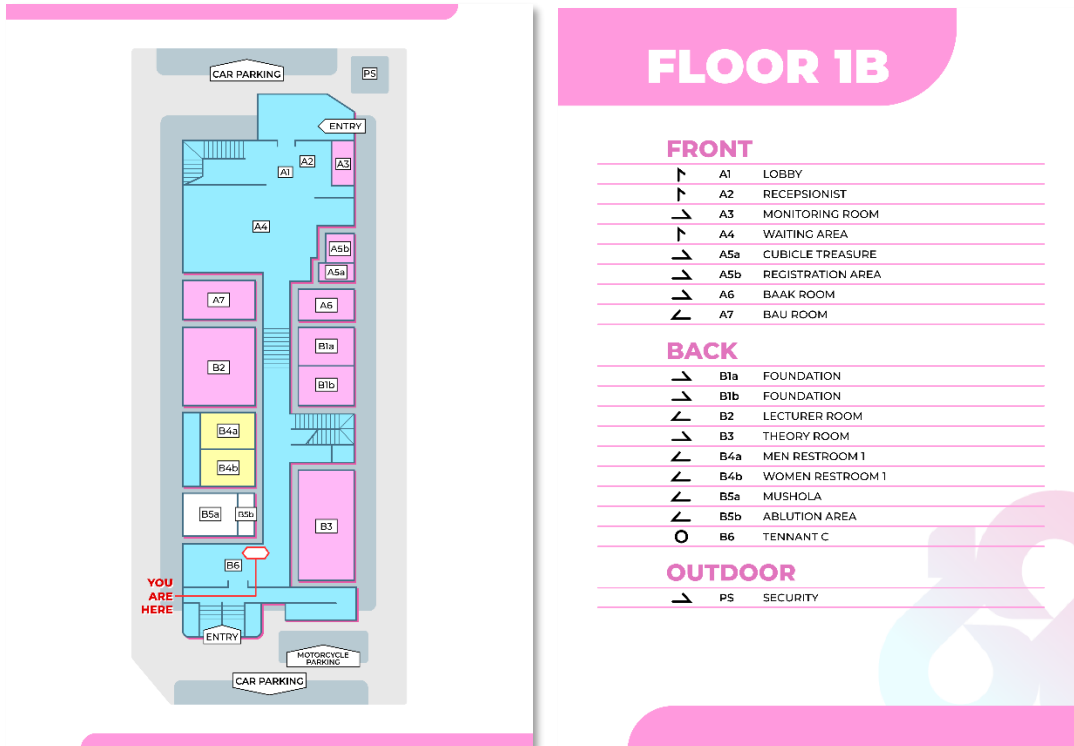 CAR PARKING
PS
ENTRY
A2
A3
A1
A4
A5b
A5a
A7
A6
B1a
B2
B1b
B4a
B4b
B5a
B5b
B3
B6
YOU
ARE
HERE
ENTRY
MOTORCYCLE
PARKING
CAR PARKING
FLOOR 1B
FRONT
A1 LOBBY
A2 RECEPSIONIST
A3 MONITORING ROOM
A4 WAITING AREA
A5a CUBICLE TREASURE
A5b REGISTRATION AREA
A6 BAAK ROOM
A7 BAU ROOM
BACK
B1a FOUNDATION
B1b FOUNDATION
B2 LECTURER ROOM
B3 THEORY ROOM
B4a MEN RESTROOM 1
B4b WOMEN RESTROOM 1
B5a MUSHOLA
B5b ABLUTION AREA
B6 TENNANT C
OUTDOOR
PS SECURITY